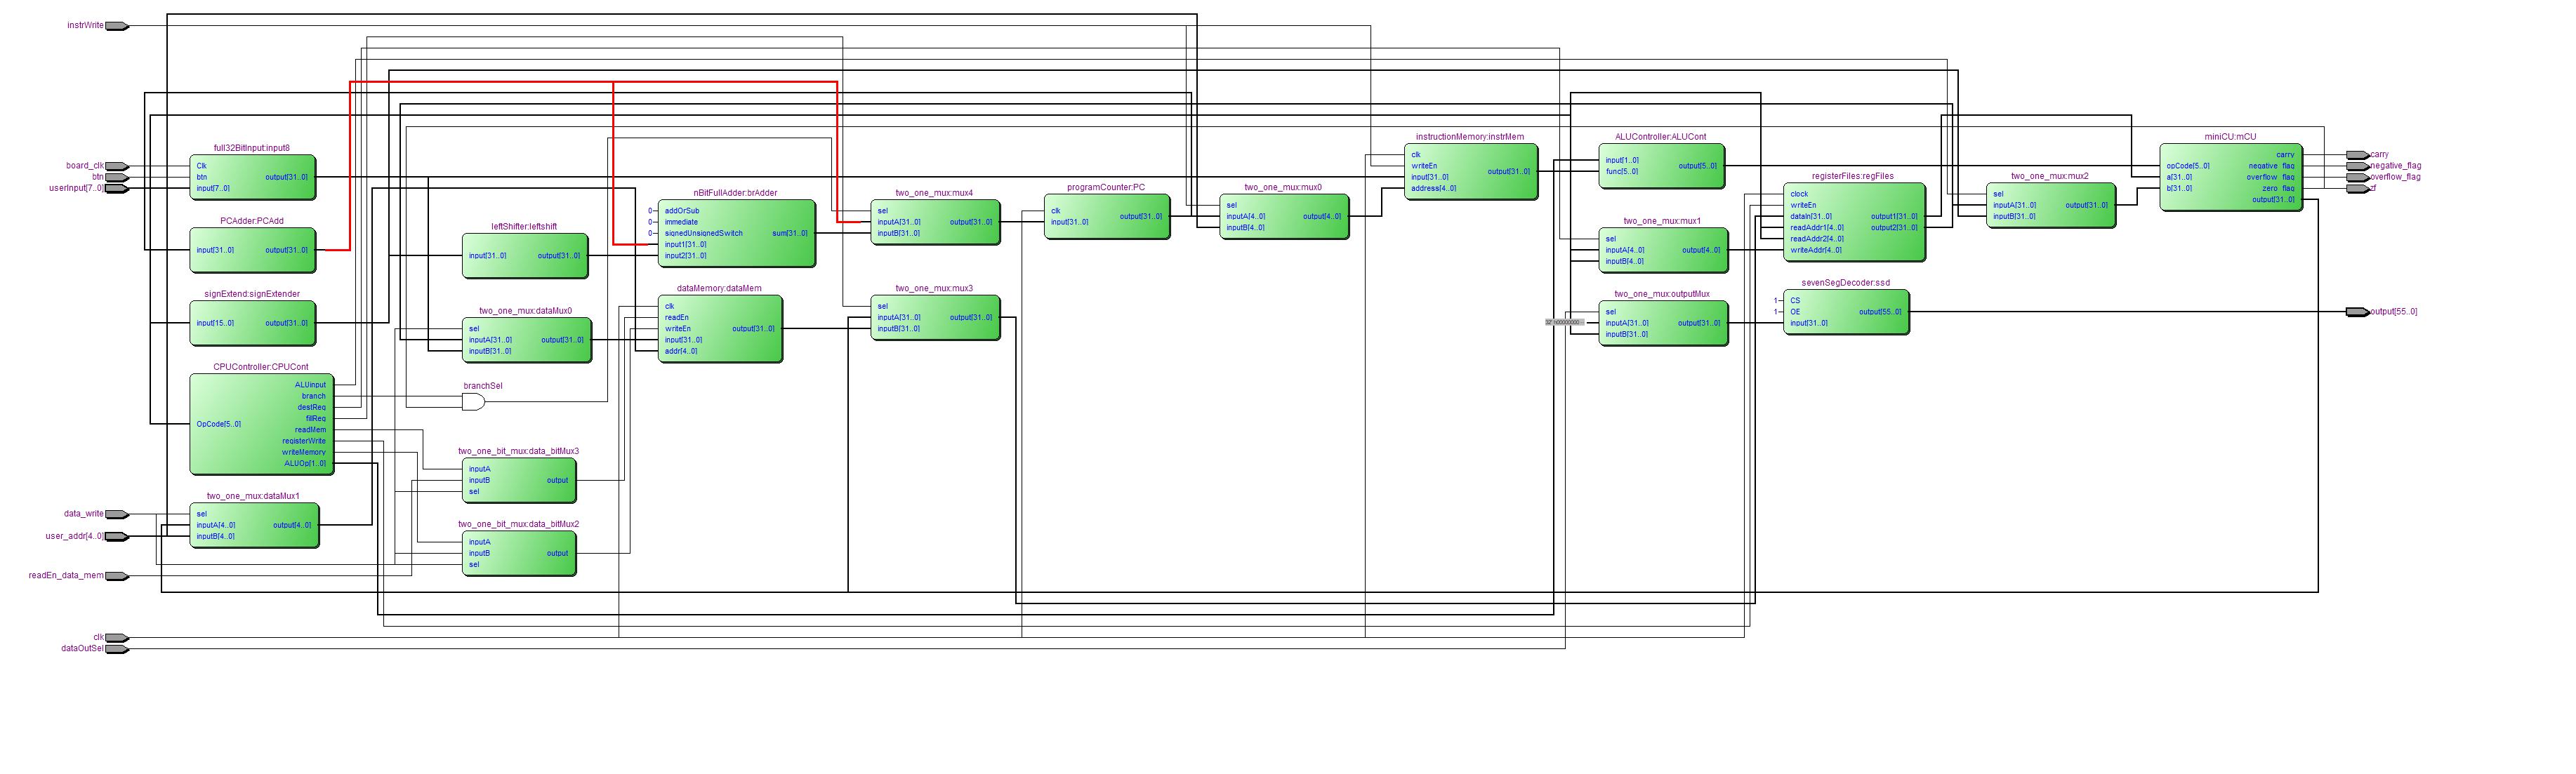 instrWrite
board_clk
btn
userInput[7..0]
full32BitInput:input8
Clk
btn
input[7..0]
output[31..0]
PCAdder:PCAdd
input[31..0]
output[31..0]
signExtend:signExtender
input[15..0]
output[31..0]
CPUController:CPUCont
OpCode[5..0]
ALUinput
branch
destReg
fillReg
readMem
registerWrite
writeMemory
ALUOp[1..0]
two_one_mux:dataMux1
sel
inputA[4..0]
inputB[4..0]
output[4..0]
data_write
user_addr[4..0]
readEn_data_mem
clk
dataOutSel
leftShifter:leftshift
input[31..0]
output[31..0]
two_one_mux:dataMux0
sel
inputA[31..0]
inputB[31..0]
output[31..0]
branchSel
two_one_bit_mux:data_bitMux3
inputA
inputB
sel
output
two_one_bit_mux:data_bitMux2
inputA
inputB
sel
output
nBitFullAdder:brAdder
0
addOrSub
0
immediate
0
signedUnsignedSwitch
input1[31..0]
input2[31..0]
sum[31..0]
dataMemory:dataMem
clk
readEn
writeEn
input[31..0]
addr[4..0]
output[31..0]
two_one_mux:mux4
sel
inputA[31..0]
inputB[31..0]
output[31..0]
two_one_mux:mux3
sel
inputA[31..0]
inputB[31..0]
output[31..0]
programCounter:PC
clk
input[31..0]
output[31..0]
two_one_mux:mux0
sel
inputA[4..0]
inputB[4..0]
output[4..0]
instructionMemory:instrMem
clk
writeEn
input[31..0]
address[4..0]
output[31..0]
ALUController:ALUCont
input[1..0]
func[5..0]
output[5..0]
two_one_mux:mux1
sel
inputA[4..0]
inputB[4..0]
output[4..0]
two_one_mux:outputMux
sel
inputA[31..0]
inputB[31..0]
output[31..0]
registerFiles:regFiles
clock
writeEn
dataIn[31..0]
readAddr1[4..0]
readAddr2[4..0]
writeAddr[4..0]
output1[31..0]
output2[31..0]
sevenSegDecoder:ssd
1
CS
1
OE
input[31..0]
output[55..0]
two_one_mux:mux2
sel
inputA[31..0]
inputB[31..0]
output[31..0]
miniCU:mCU
opCode[5..0]
a[31..0]
b[31..0]
carry
negative_flag
overflow_flag
zero_flag
output[31..0]
carry
negative_flag
overflow_flag
zf
output[55..0]